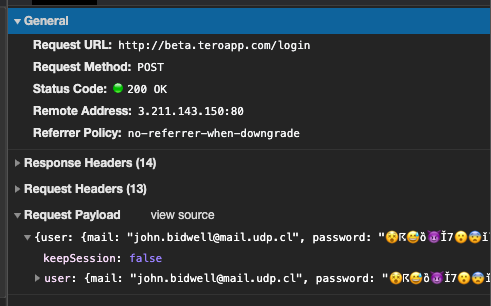 General
Request URL: http://beta.teroapp.com/login
Request Method: POST
Status Code: 200 OK
Remote Address: 3.211.143.150:80
Referrer Policy: no-referrer-when-downgrade
Response Headers (14)
Request Headers (13)
Request Payload view source
{user: {mail: "john.bidwell@mail.udp.cl", password: "😵ॉ😅ð😈Ĭ7😮😨ï
keepSession: false
user: {mail: "john.bidwell@mail.udp.cl", password: "😵ॉ😅ð😈Ĭ7😮😨ï